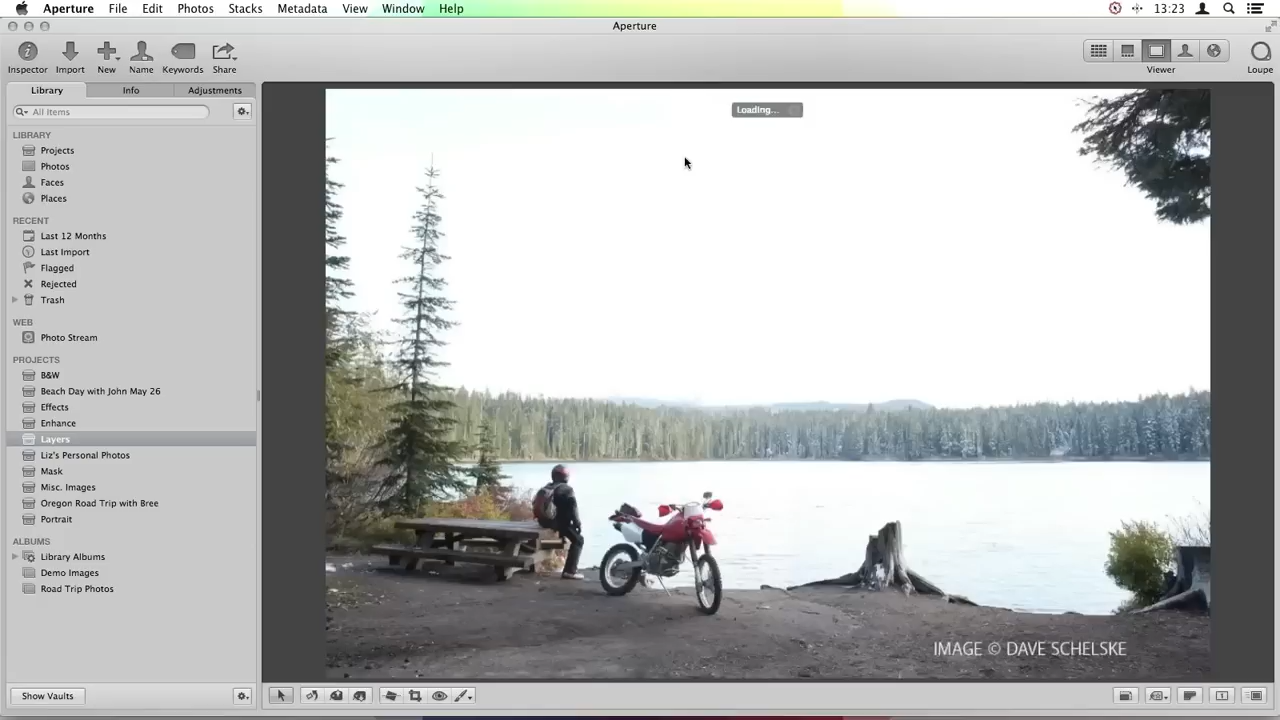 Aperture File Edit Photos Stacks Metadata View Window Help 13:23
Aperture
Inspector Import New Name Keywords Share Viewer Loupe
Library Info Adjustments
All Items
LIBRARY
Projects
Photos
Faces
Places
RECENT
Last 12 Months
Last Import
Flagged
Rejected
Trash
WEB
Photo Stream
PROJECTS
B&W
Beach Day with John May 26
Effects
Enhance
Layers
Liz's Personal Photos
Mask
Misc. Images
Oregon Road Trip with Bree
Portrait
ALBUMS
Library Albums
Demo Images
Road Trip Photos
Show Vaults
Loading...
IMAGE © DAVE SCHELSKE